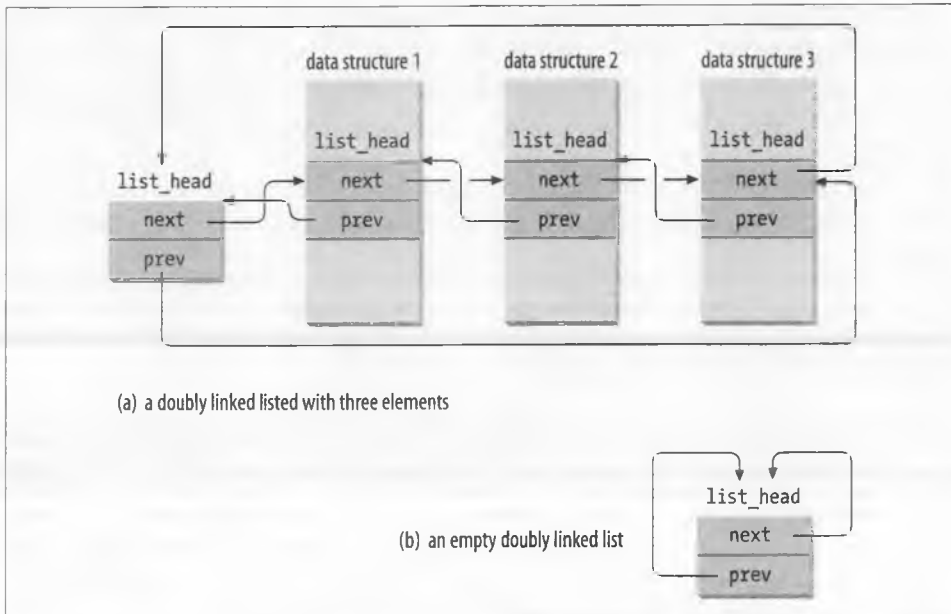 data structure 1
data structure 2
data structure 3
list_head
list_head
list_head
list_head
next
next
next
next
prev
prev
prev
prev
(a) a doubly linked listed with three elements
list_head
(b) an empty doubly linked list
next
prev